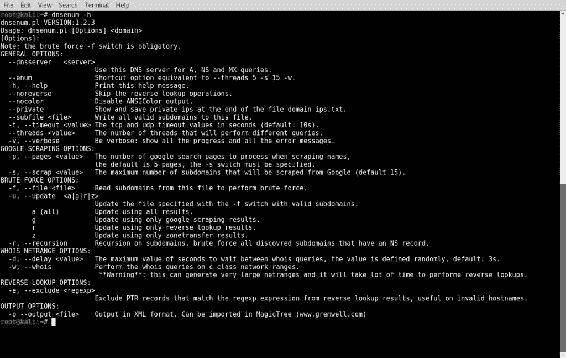 File Edit View Search Terminal Help
root@kali:~# dnsenum -h
dnsenum.pl VERSION:1.2.3
Usage: dnsenum.pl [Options] <domain>
[Options]:
Note: the brute force -f switch is obligatory.
GENERAL OPTIONS:
--dnsserver <server>
Use this DNS server for A, NS and MX queries.
--enum Shortcut option equivalent to --threads 5 -s 15 -w.
-h, --help Print this help message.
--noreverse Skip the reverse lookup operations.
--nocolor Disable ANSIColor output.
--private Show and save private ips at the end of the file domain_ips.txt.
--subfile <file> Write all valid subdomains to this file.
-t, --timeout <value> The tcp and udp timeout values in seconds (default: 10s).
--threads <value> The number of threads that will perform different queries.
-v, --verbose Be verbose: show all the progress and all the error messages.
GOOGLE SCRAPING OPTIONS:
-p, --pages <value> The number of google search pages to process when scraping names,
the default is 5 pages, the -s switch must be specified.
-s, --scrap <value> The maximum number of subdomains that will be scraped from Google (default 15).
BRUTE FORCE OPTIONS:
-f, --file <file> Read subdomains from this file to perform brute force.
-u, --update <a|g|r|z>
Update the file specified with the -f switch with valid subdomains.
a (all) Update using all results.
g Update using only google scraping results.
r Update using only reverse lookup results.
z Update using only zonetransfer results.
-r, --recursion Recursion on subdomains, brute force all discovred subdomains that have an NS record.
WHOIS NETRANGE OPTIONS:
-d, --delay <value> The maximum value of seconds to wait between whois queries, the value is defined randomly, default: 3s.
-w, --whois Perform the whois queries on c class network ranges.
**Warning**: this can generate very large netranges and it will take lot of time to performe reverse lookups.
REVERSE LOOKUP OPTIONS:
-e, --exclude <regexp>
Exclude PTR records that match the regexp expression from reverse lookup results, useful on invalid hostnames.
OUTPUT OPTIONS:
-o --output <file> Output in XML format. Can be imported in MagicTree (www.gremwell.com)
root@kali:~#